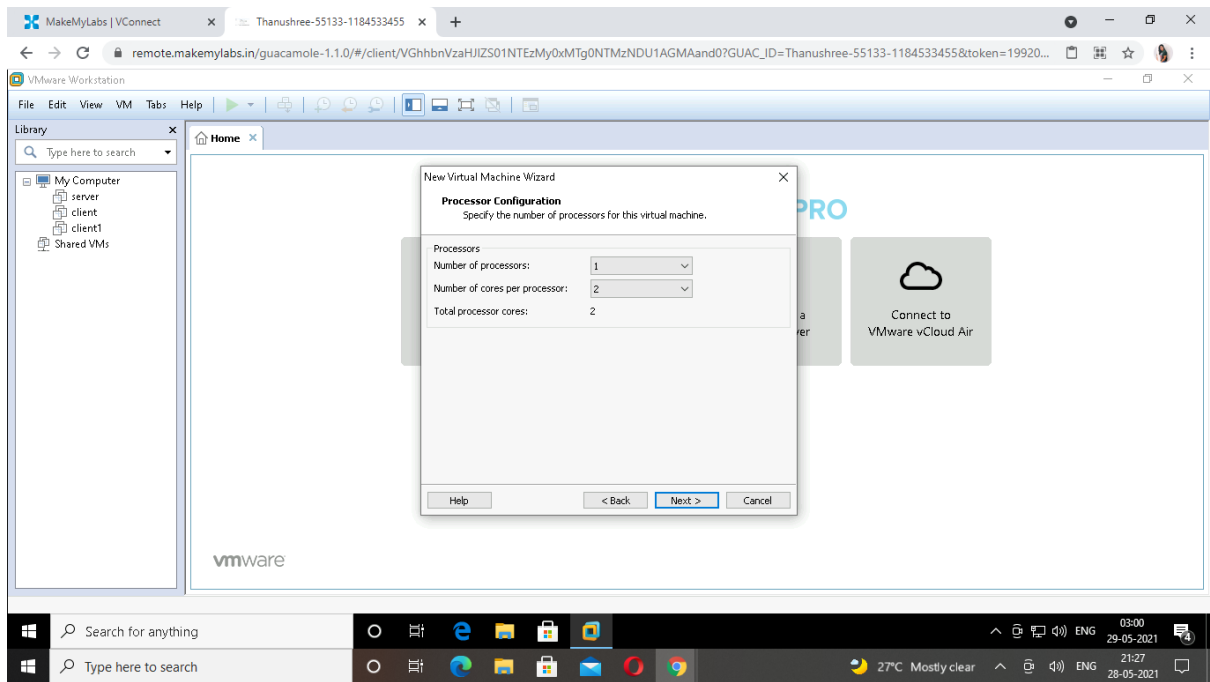 MakeMyLabs | VConnect
Thanushree-55133-1184533455
remote.makemylabs.in/guacamole-1.1.0/#/client/VGhhbnVzaHJIZS01NTEzMy0xMTg0NTMzNDU1AGMAand0?GUAC_ID=Thanushree-55133-1184533455&token=19920...
VMware Workstation
File Edit View VM Tabs Help
Library
Home
Type here to search
My Computer
server
client
client1
Shared VMs
New Virtual Machine Wizard
Processor Configuration
Specify the number of processors for this virtual machine.
PRO
Processors
Number of processors: 1
Number of cores per processor: 2
Total processor cores: 2
a
Connect to
VMware vCloud Air
Help < Back Next > Cancel
vmware
Search for anything
ENG
03:00
29-05-2021
4
Type here to search
27°C Mostly clear
ENG
21:27
28-05-2021